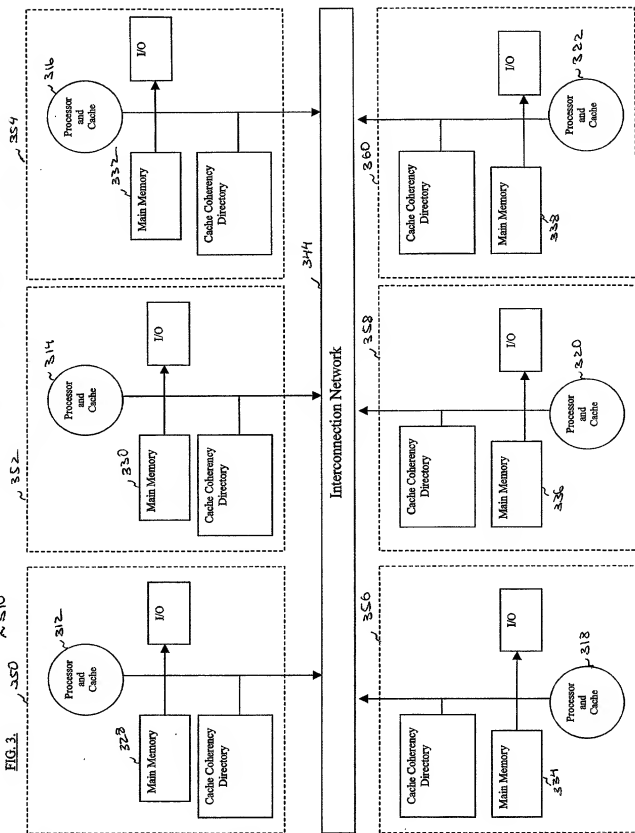 FIG. 3.
310
250
312
Processor
and
Cache
I/O
Main Memory
328
Cache Coherency
Directory
352
314
Processor
and
Cache
I/O
Main Memory
330
Cache Coherency
Directory
354
316
Processor
and
Cache
I/O
Main Memory
332
Cache Coherency
Directory
344
Interconnection Network
356
Cache Coherency
Directory
I/O
Main Memory
334
Processor
and
Cache
318
358
Cache Coherency
Directory
I/O
Main Memory
336
Processor
and
Cache
320
360
Cache Coherency
Directory
I/O
Main Memory
338
Processor
and
Cache
322